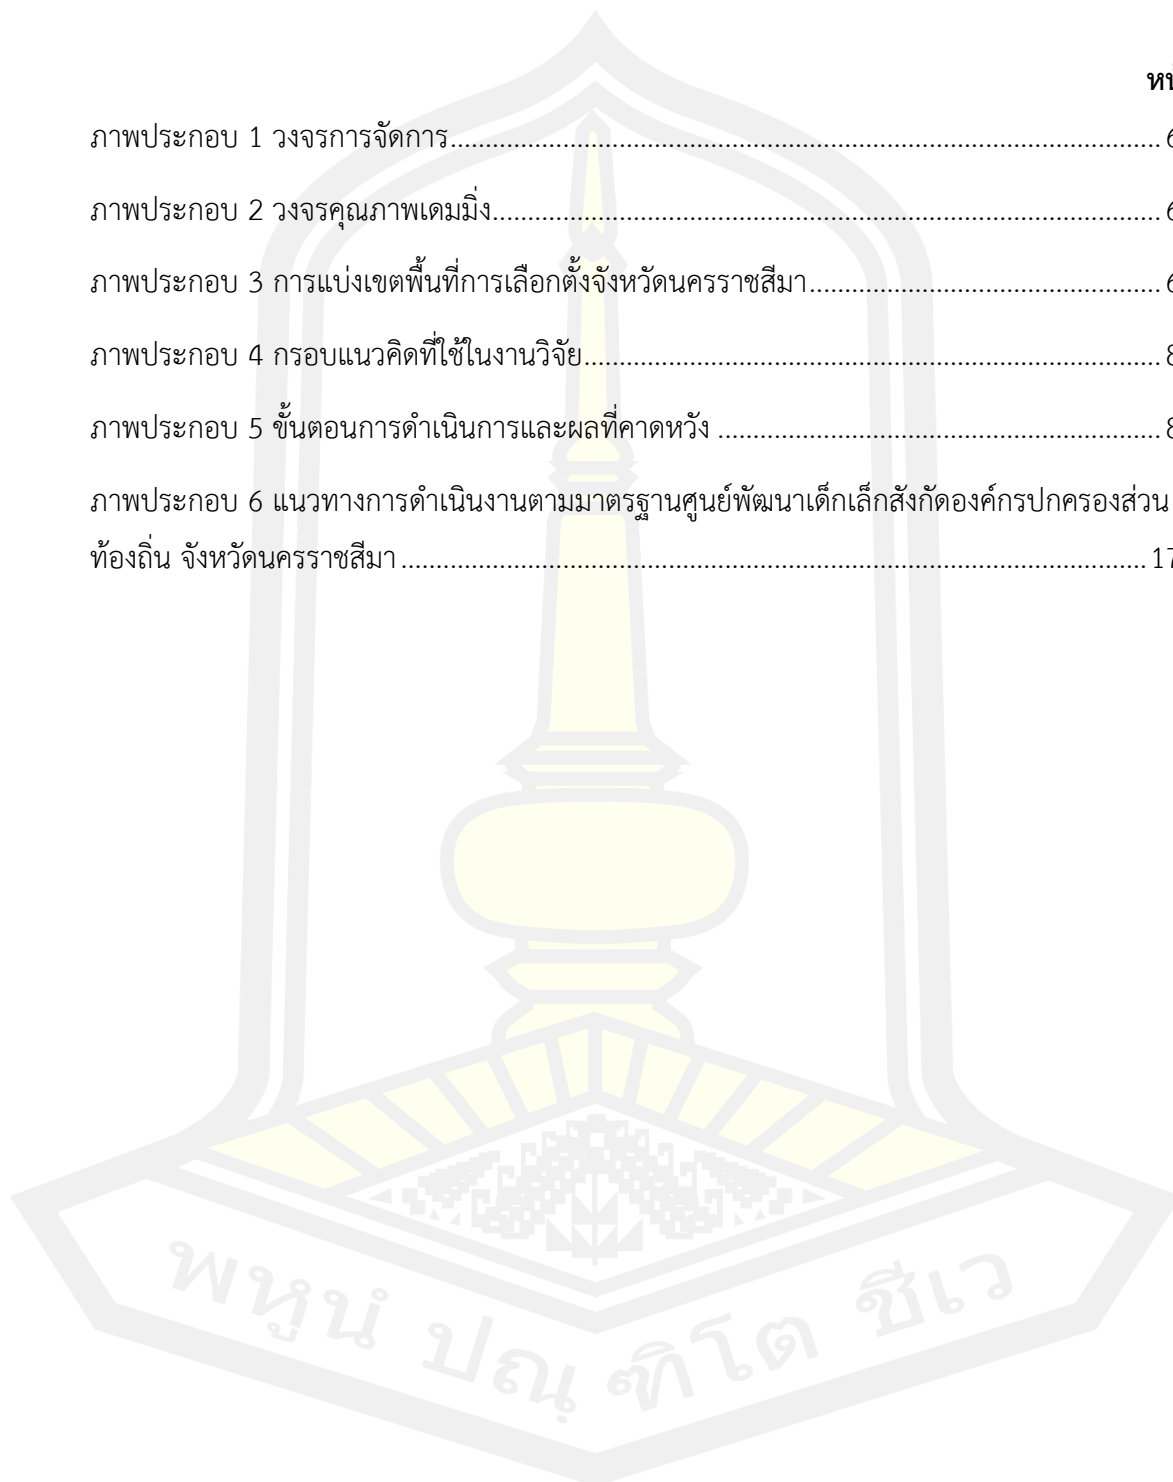 ภาพประกอบ 1 วงจรการจัดการ
ภาพประกอบ 2 วงจรคุณภาพเดมมิ่ง
ภาพประกอบ 3 การแบ่งเขตพื้นที่การเลือกตั้งจังหวัดนครราชสีมา
ภาพประกอบ 4 กรอบแนวคิดที่ใช้ในงานวิจัย
ภาพประกอบ 5 ขั้นตอนการดำเนินการและผลที่คาดหวัง
ภาพประกอบ 6 แนวทางการดำเนินงานตามมาตรฐานศูนย์พัฒนาเด็กเล็กสังกัดองค์กรปกครองส่วน
ท้องถิ่น จังหวัดนครราชสีมา
พหูนํ ปณฺฑิโต ชีเว